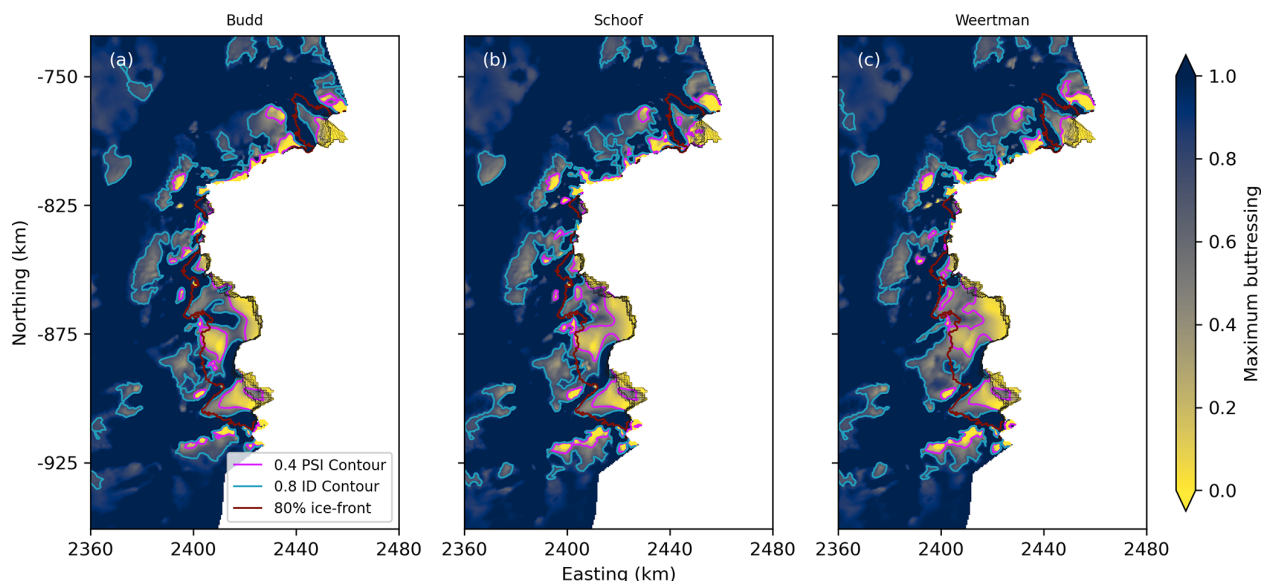 Budd
Schoof
Weertman
(a)
(b)
(c)
-750
-825
-875
-925
Northing (km)
0.4 PSI Contour
0.8 ID Contour
80% ice-front
2360
2400
2440
2480
2360
2400
2440
2480
2360
2400
2440
2480
Easting (km)
1.0
0.8
0.6
0.4
0.2
0.0
Maximum buttressing